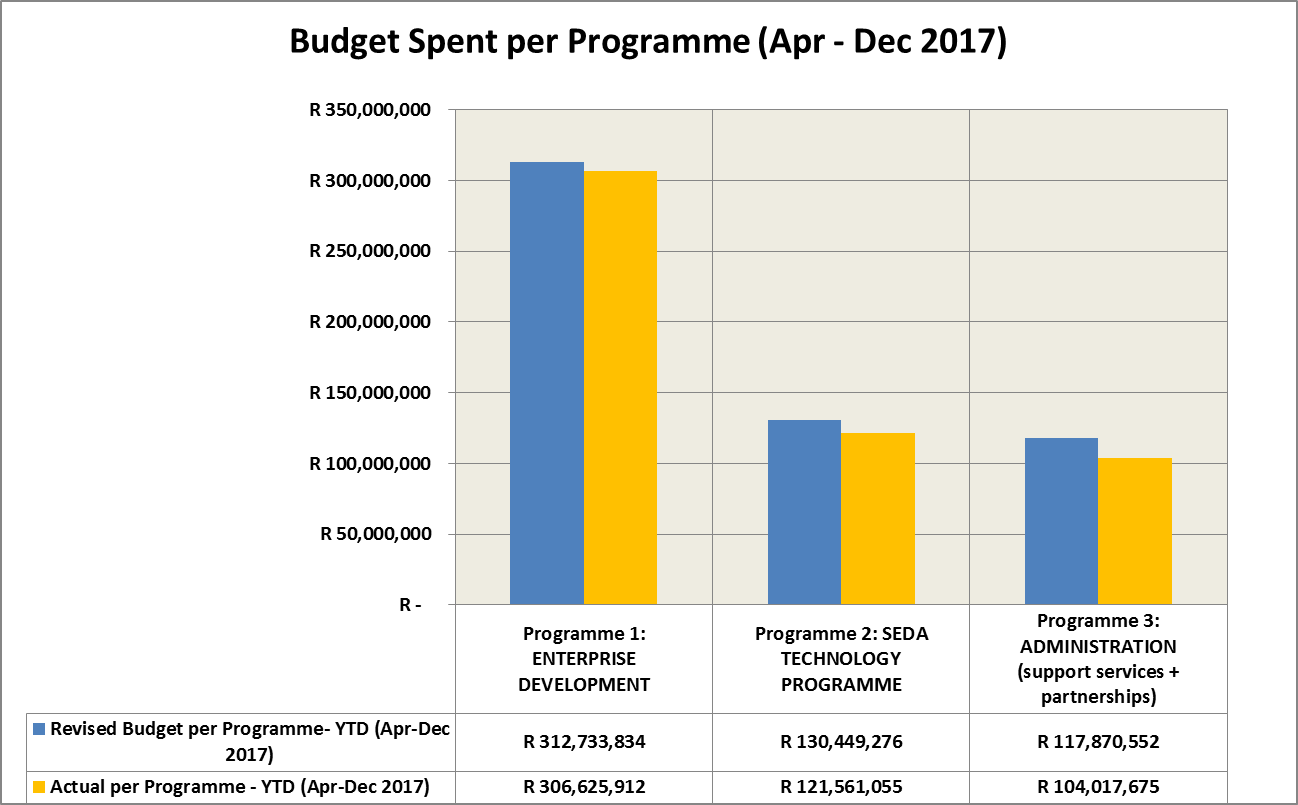 Budget Spent per Programme (Apr - Dec 2017)
R 350,000,000
R 300,000,000
R 250,000,000
R 200,000,000
R 150,000,000
R 100,000,000
R 50,000,000
R -
Programme 1:
ENTERPRISE
DEVELOPMENT
Programme 2: SEDA
TECHNOLOGY
PROGRAMME
Programme 3:
ADMINISTRATION
(support services +
partnerships)
Revised Budget per Programme- YTD (Apr-Dec
2017)
R 312,733,834
R 130,449,276
R 117,870,552
Actual per Programme - YTD (Apr-Dec 2017)
R 306,625,912
R 121,561,055
R 104,017,675